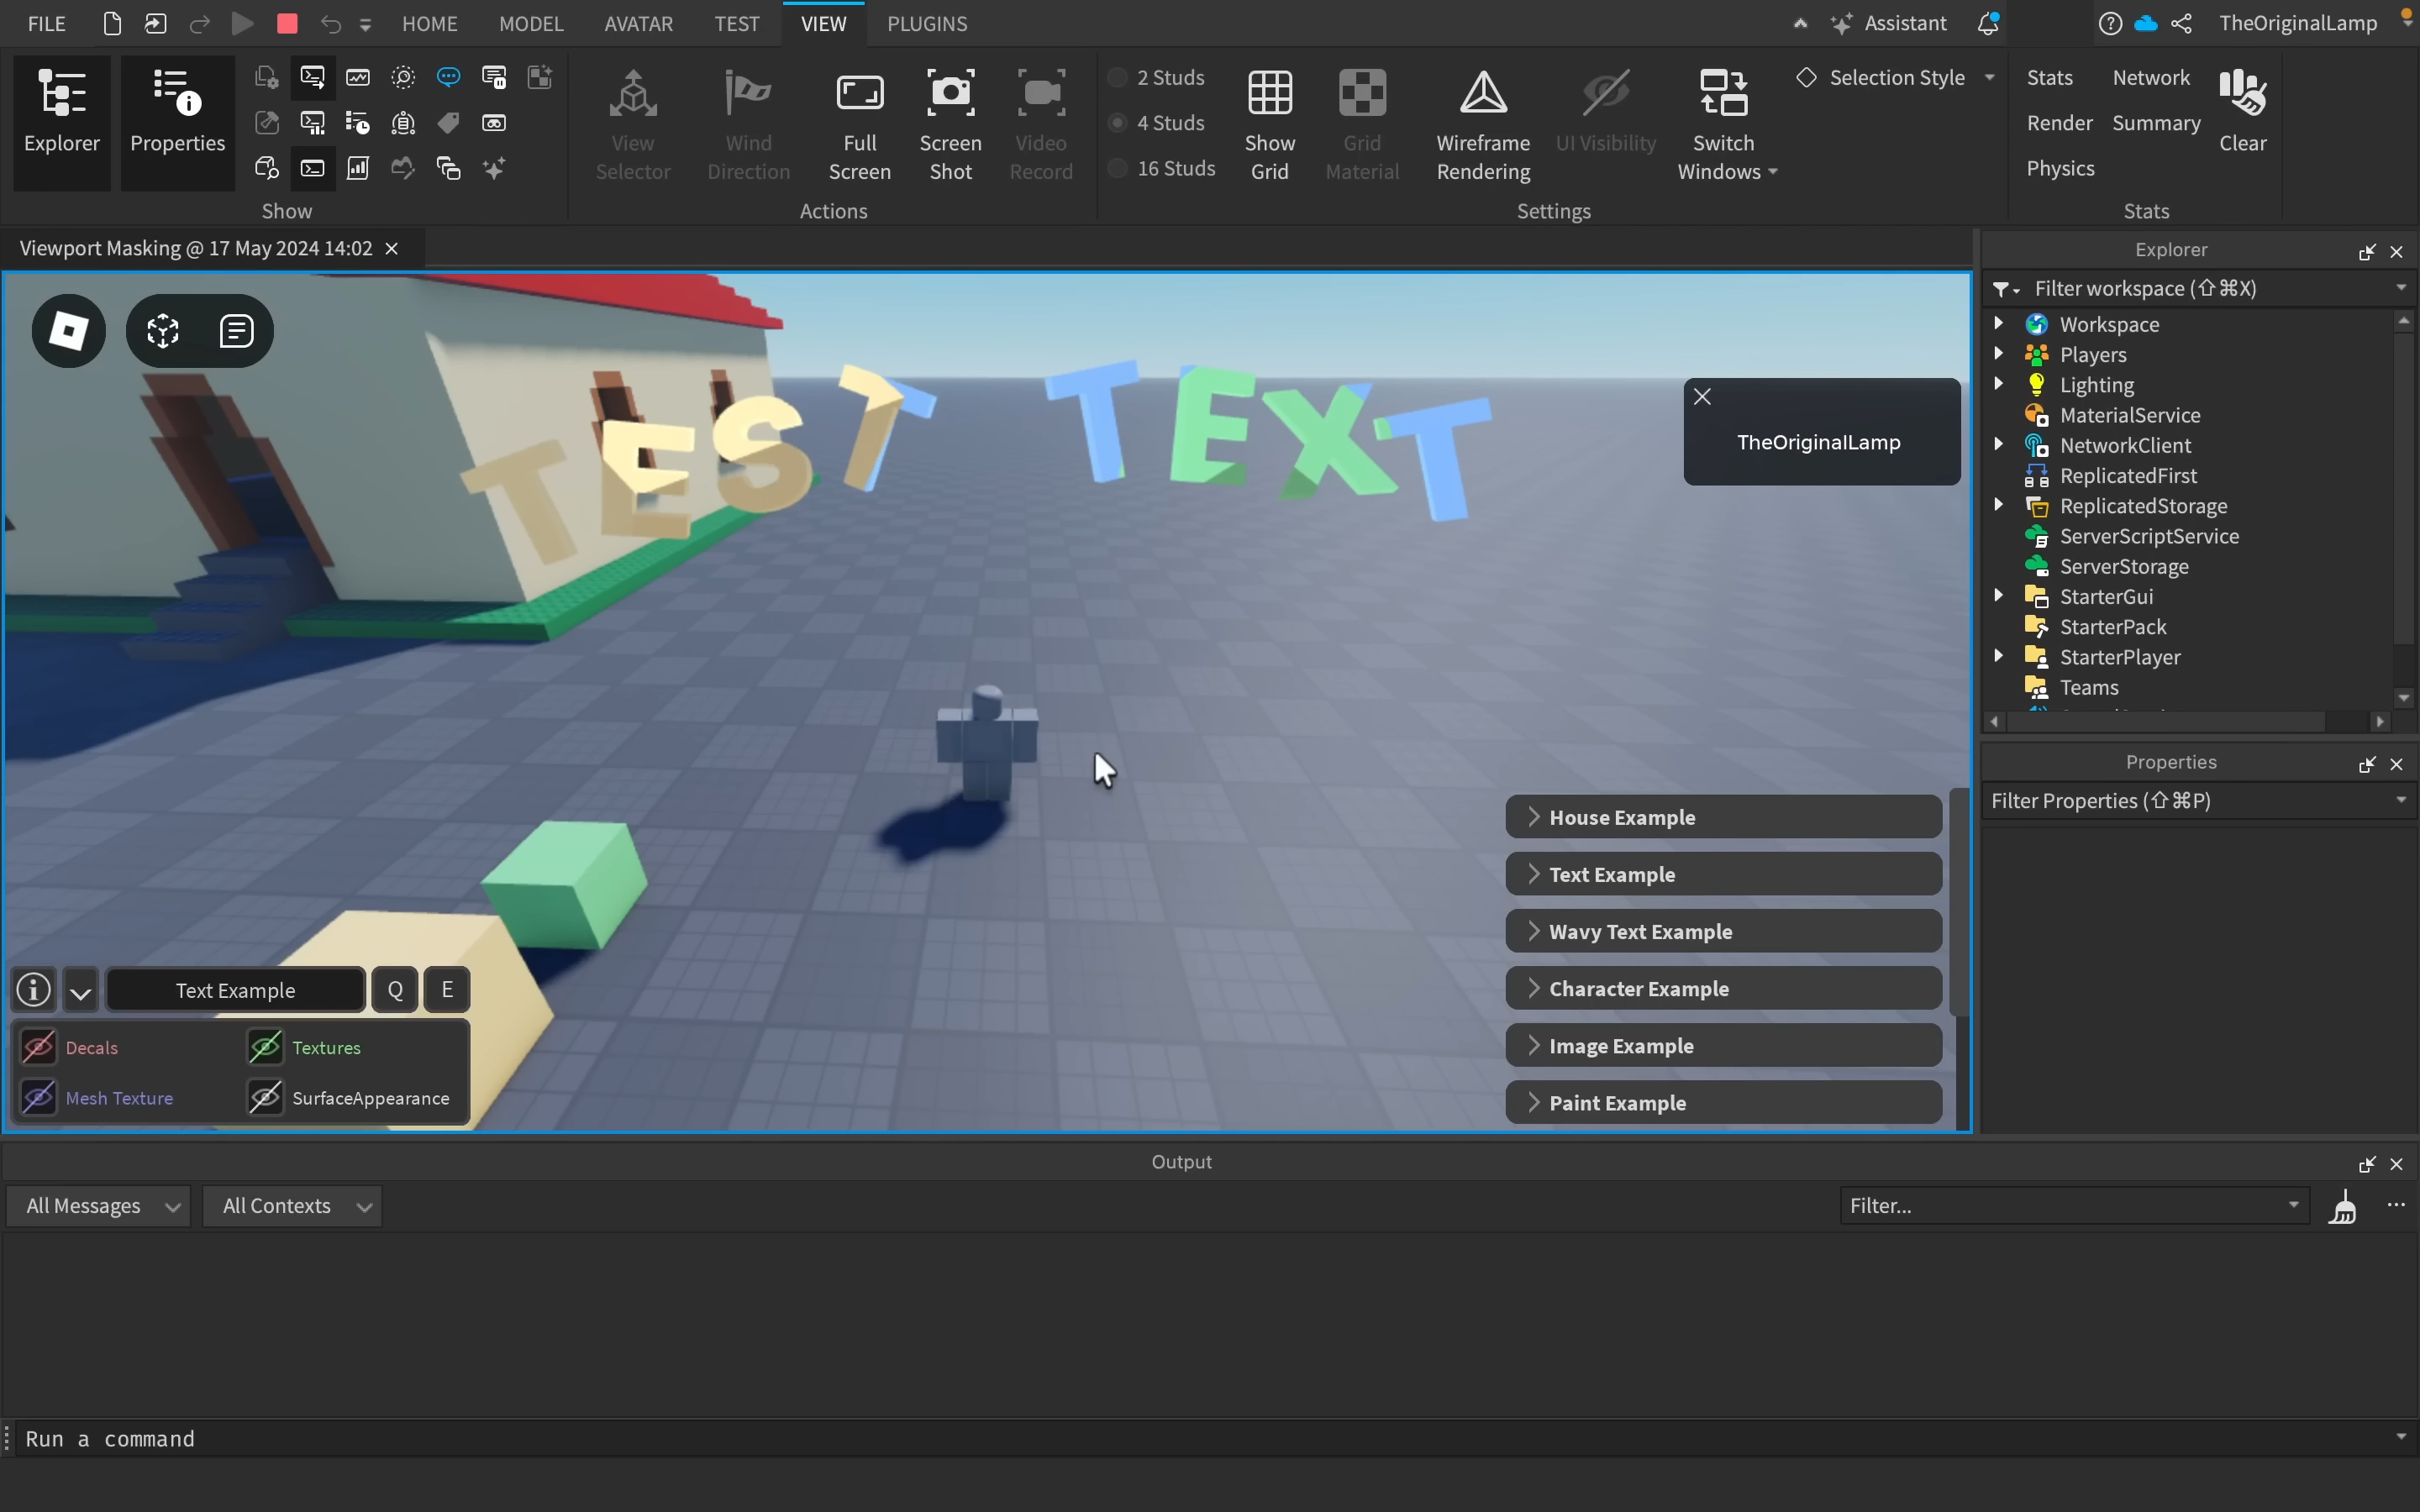 FILE
HOME
MODEL
AVATAR
TEST
VIEW
PLUGINS
Assistant
TheOriginalLamp
Explorer
Properties
View Selector
Wind Direction
Full Screen
Screen Shot
Video Record
2 Studs
4 Studs
16 Studs
Show Grid
Grid Material
Wireframe Rendering
UI Visibility
Switch Windows
Selection Style
Stats
Network
Render
Summary
Physics
Clear
Show
Actions
Settings
Stats
Viewport Masking @ 17 May 2024 14:02
TEST TEXT
TheOriginalLamp
House Example
Text Example
Wavy Text Example
Character Example
Image Example
Paint Example
Text Example
Q
E
Decals
Textures
Mesh Texture
SurfaceAppearance
Explorer
Filter workspace (⇧⌘X)
Workspace
Players
Lighting
MaterialService
NetworkClient
ReplicatedFirst
ReplicatedStorage
ServerScriptService
ServerStorage
StarterGui
StarterPack
StarterPlayer
Teams
Properties
Filter Properties (⇧⌘P)
Output
All Messages
All Contexts
Filter...
Run a command